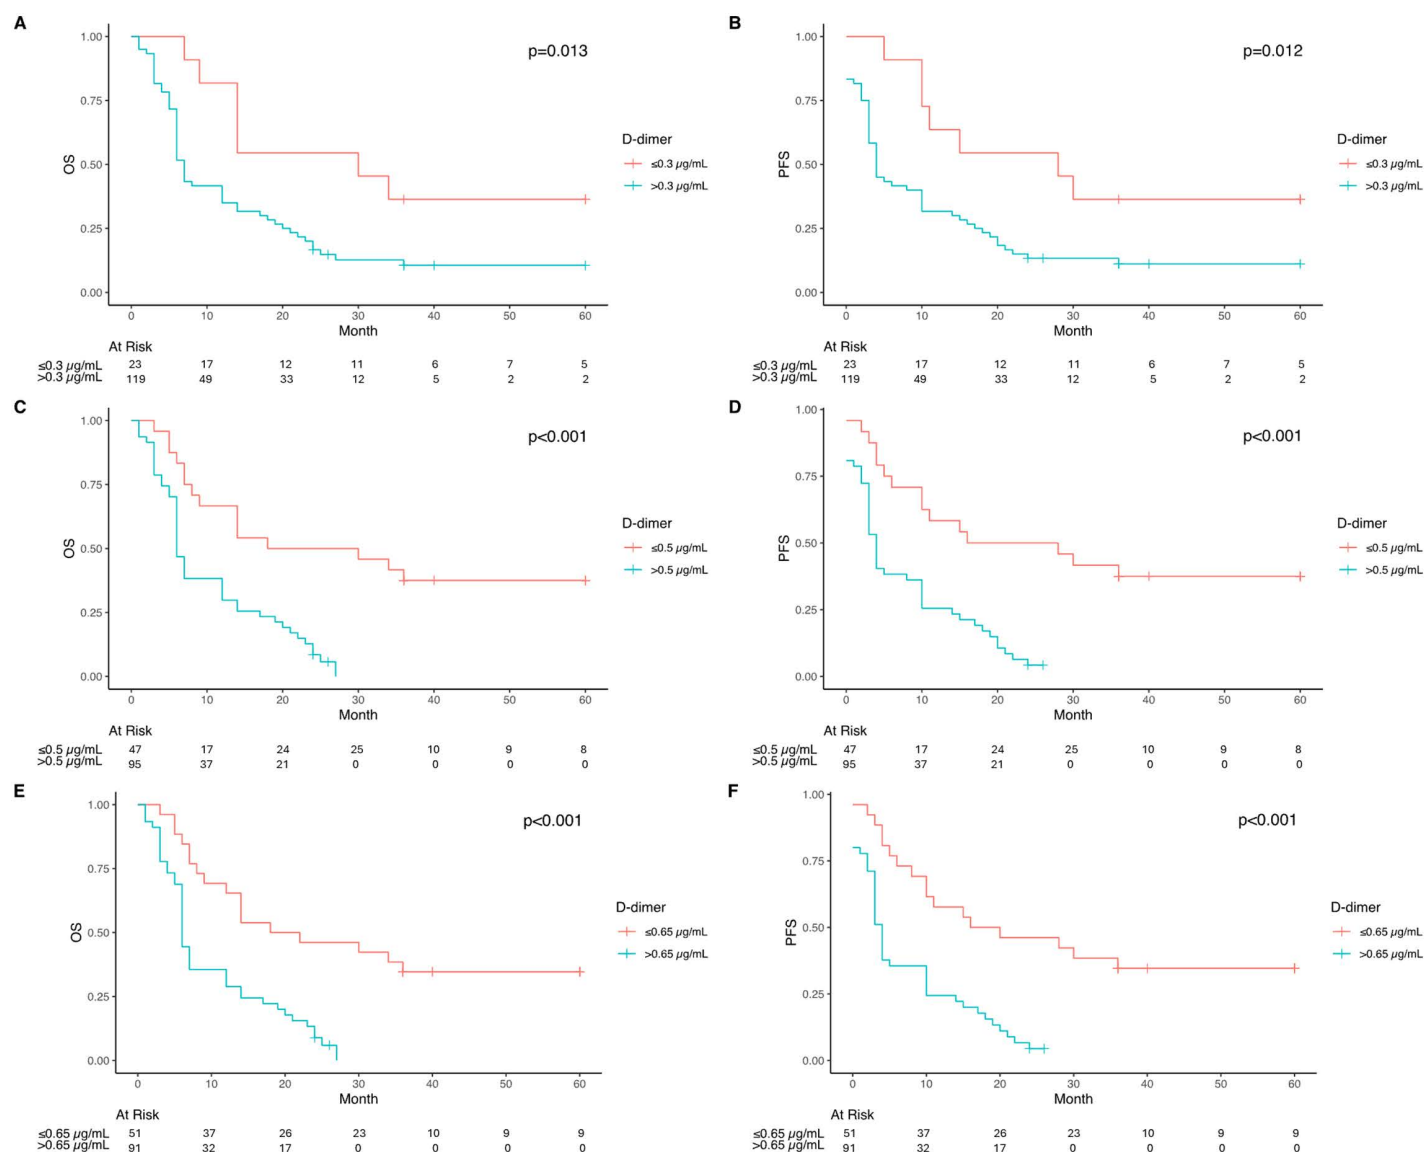 A
p=0.013
1.00
0.75
0.50
0.25
0.00
OS
0 10 20 30 40 50 60
Month
D-dimer
≤0.3 µg/mL
>0.3 µg/mL
At Risk
≤0.3 µg/mL 23 17 12 11 6 7 5
>0.3 µg/mL 119 49 33 12 5 2 2
B
p=0.012
1.00
0.75
0.50
0.25
0.00
PFS
0 10 20 30 40 50 60
Month
D-dimer
≤0.3 µg/mL
>0.3 µg/mL
At Risk
≤0.3 µg/mL 23 17 12 11 6 7 5
>0.3 µg/mL 119 49 33 12 5 2 2
C
p<0.001
1.00
0.75
0.50
0.25
0.00
OS
0 10 20 30 40 50 60
Month
D-dimer
≤0.5 µg/mL
>0.5 µg/mL
At Risk
≤0.5 µg/mL 47 17 24 25 10 9 8
>0.5 µg/mL 95 37 21 0 0 0 0
D
p<0.001
1.00
0.75
0.50
0.25
0.00
PFS
0 10 20 30 40 50 60
Month
D-dimer
≤0.5 µg/mL
>0.5 µg/mL
At Risk
≤0.5 µg/mL 47 17 24 25 10 9 8
>0.5 µg/mL 95 37 21 0 0 0 0
E
p<0.001
1.00
0.75
0.50
0.25
0.00
OS
0 10 20 30 40 50 60
Month
D-dimer
≤0.65 µg/mL
>0.65 µg/mL
At Risk
≤0.65 µg/mL 51 37 26 23 10 9 9
>0.65 µg/mL 91 32 17 0 0 0 0
F
p<0.001
1.00
0.75
0.50
0.25
0.00
PFS
0 10 20 30 40 50 60
Month
D-dimer
≤0.65 µg/mL
>0.65 µg/mL
At Risk
≤0.65 µg/mL 51 37 26 23 10 9 9
>0.65 µg/mL 91 32 17 0 0 0 0